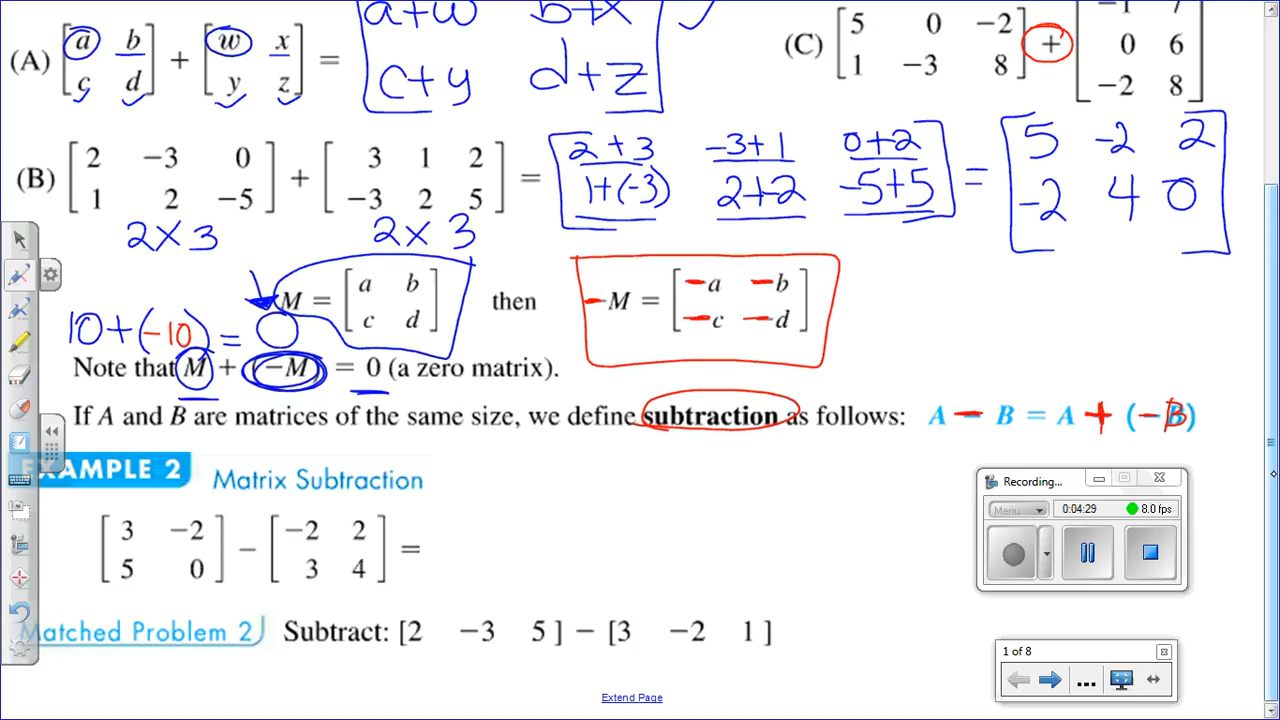 a+w b+x
(A) [a b c d] + [w x y z] =
c+y d+z
(C) [5 0 −2 1 −3 8] + [−1 7 0 6 −2 8]
(B) [2 −3 0 1 2 −5] + [3 1 2 −3 2 5] = [2+3 -3+1 0+2 1+(-3) 2+2 -5+5] = [5 -2 2 -2 4 0]
2×3 2×3
M = [a b c d] then −M = [−a −b −c −d]
10+(-10) = 0
Note that M + (−M) = 0 (a zero matrix).
If A and B are matrices of the same size, we define subtraction as follows: A − B = A + (−B)
EXAMPLE 2 Matrix Subtraction
[3 −2 5 0] − [−2 2 3 4] =
Matched Problem 2 Subtract: [2 −3 5] − [3 −2 1]
Recording...
Menu 0:04:29 8.0 fps
1 of 8
...
Extend Page